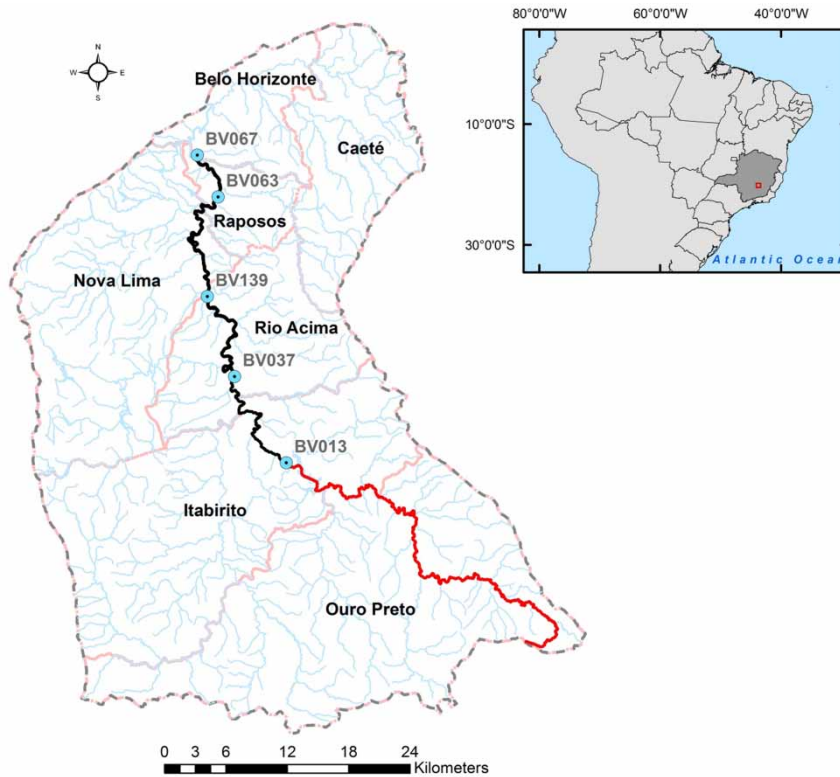 80°0'0"W 60°0'0"W 40°0'0"W
10°0'0"S
30°0'0"S
Atlantic Ocean
N
W E
S
Belo Horizonte
BV067
Caeté
BV063
Raposos
Nova Lima
BV139
Rio Acima
BV037
BV013
Itabirito
Ouro Preto
0 3 6 12 18 24
Kilometers